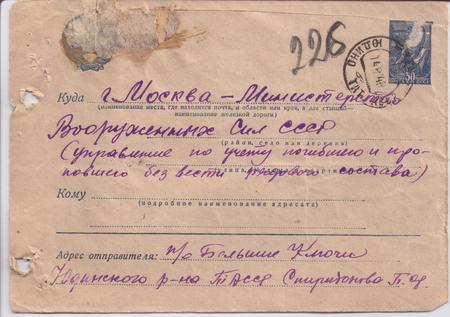 226
50
Куда г. Москва – Министерство
(наименование места, где находится почта, и области или края, а для станций–
наименование железной дороги)
Вооруженных Сил СССР
(район, село или деревня)
(управление по учету погибшего и про-
павшего без вести рядового состава)
Кому
(подробное наименование адресата)
Адрес отправителя: п/о Большие Ключи
р-на ТАССР Спиридонова П.